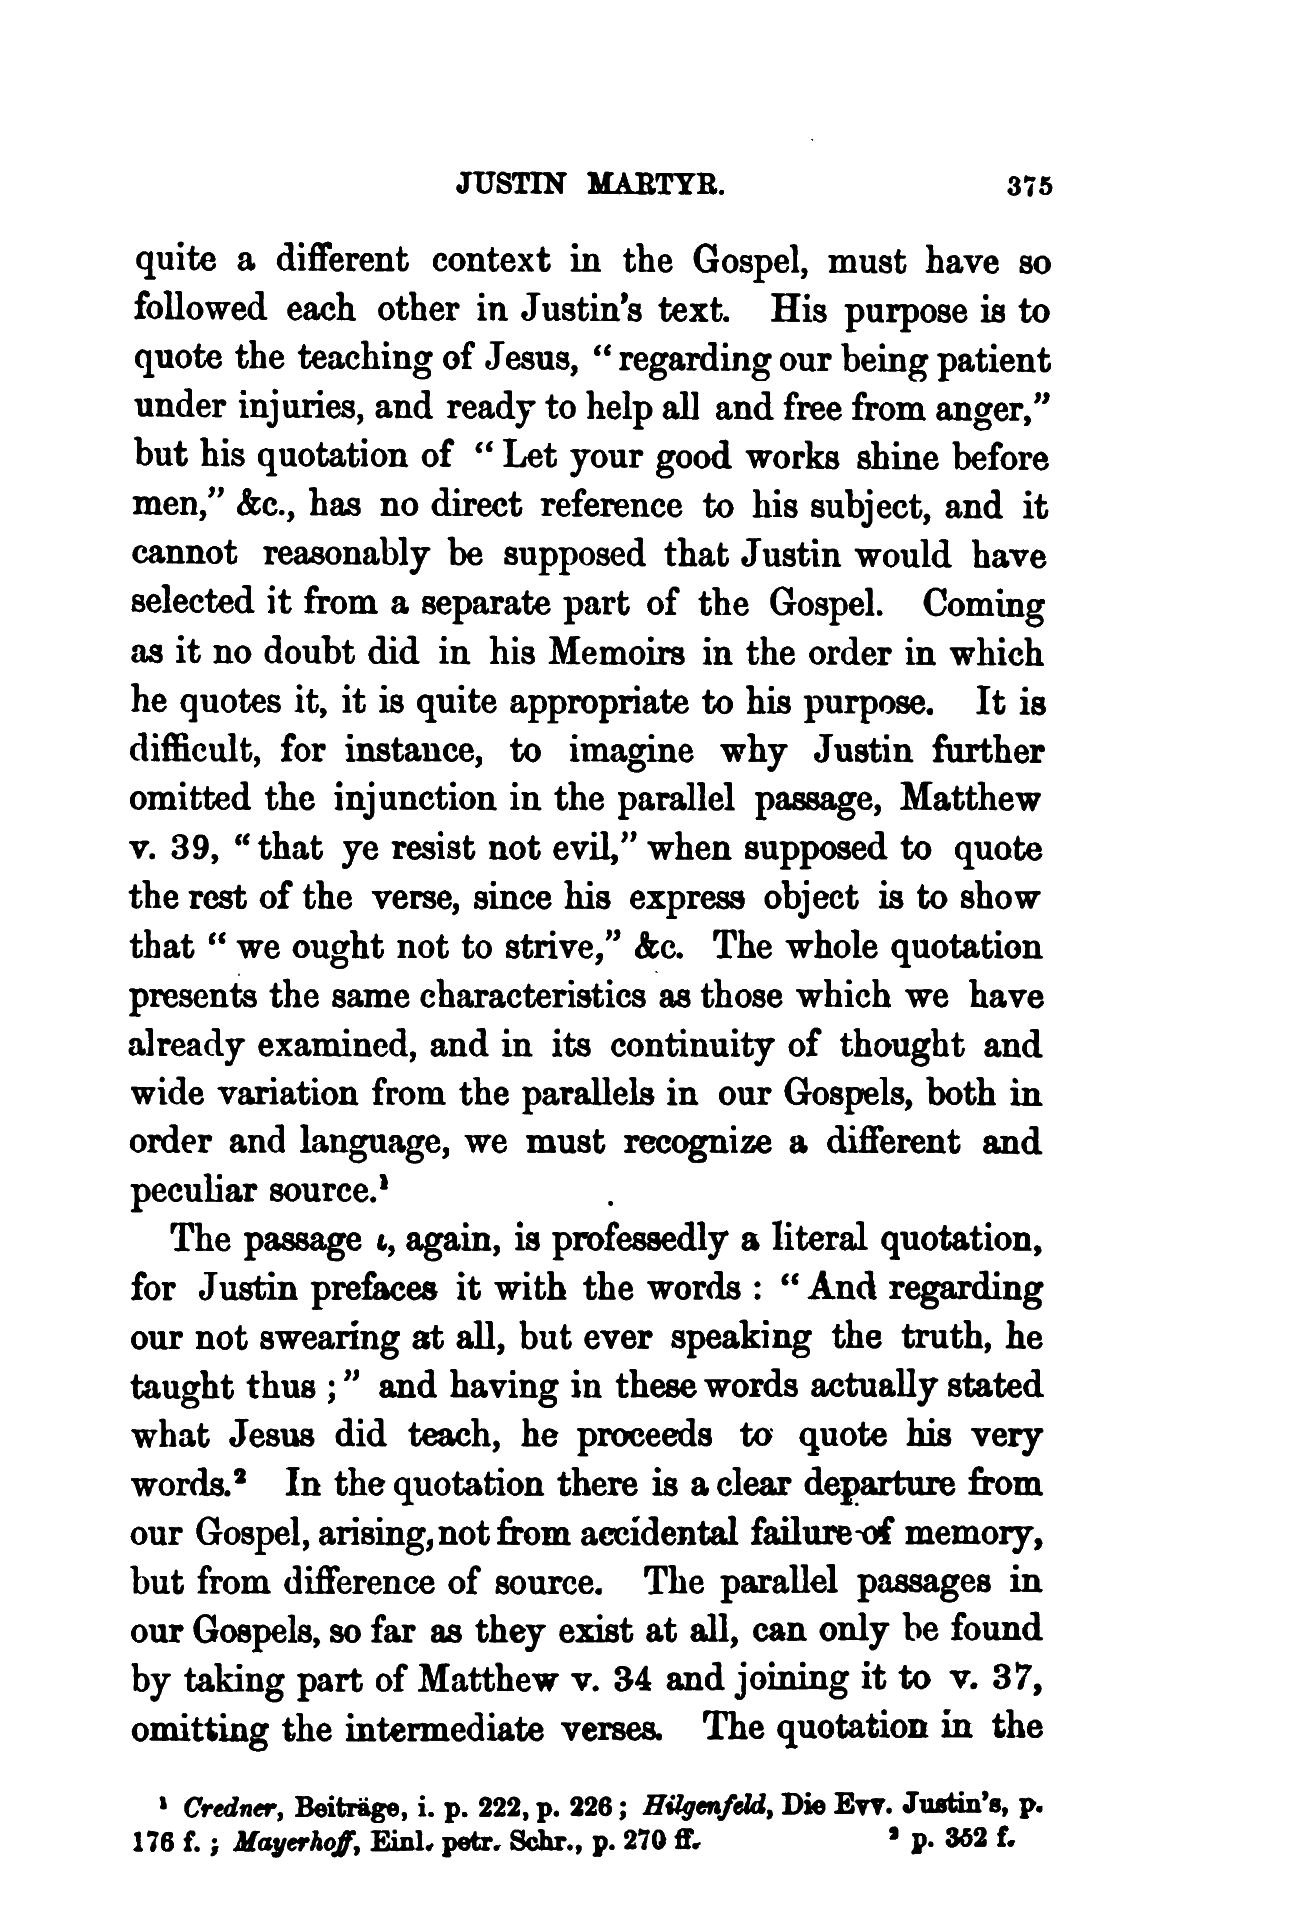 JUSTIN MARTYR. 375
quite a different context in the Gospel, must have so
followed each other in Justin's text. His purpose is to
quote the teaching of Jesus, "regarding our being patient
under injuries, and ready to help all and free from anger,"
but his quotation of "Let your good works shine before
men," &c., has no direct reference to his subject, and it
cannot reasonably be supposed that Justin would have
selected it from a separate part of the Gospel. Coming
as it no doubt did in his Memoirs in the order in which
he quotes it, it is quite appropriate to his purpose. It is
difficult, for instance, to imagine why Justin further
omitted the injunction in the parallel passage, Matthew
v. 39, "that ye resist not evil," when supposed to quote
the rest of the verse, since his express object is to show
that "we ought not to strive," &c. The whole quotation
presents the same characteristics as those which we have
already examined, and in its continuity of thought and
wide variation from the parallels in our Gospels, both in
order and language, we must recognize a different and
peculiar source.¹
The passage ι, again, is professedly a literal quotation,
for Justin prefaces it with the words : "And regarding
our not swearing at all, but ever speaking the truth, he
taught thus ;" and having in these words actually stated
what Jesus did teach, he proceeds to quote his very
words.² In the quotation there is a clear departure from
our Gospel, arising, not from accidental failure of memory,
but from difference of source. The parallel passages in
our Gospels, so far as they exist at all, can only be found
by taking part of Matthew v. 34 and joining it to v. 37,
omitting the intermediate verses. The quotation in the
¹ Credner, Beiträge, i. p. 222, p. 226 ; Hilgenfeld, Die Evv. Justin's, p.
176 f. ; Mayerhoff, Einl. petr. Schr., p. 270 ff. ² p. 352 f.